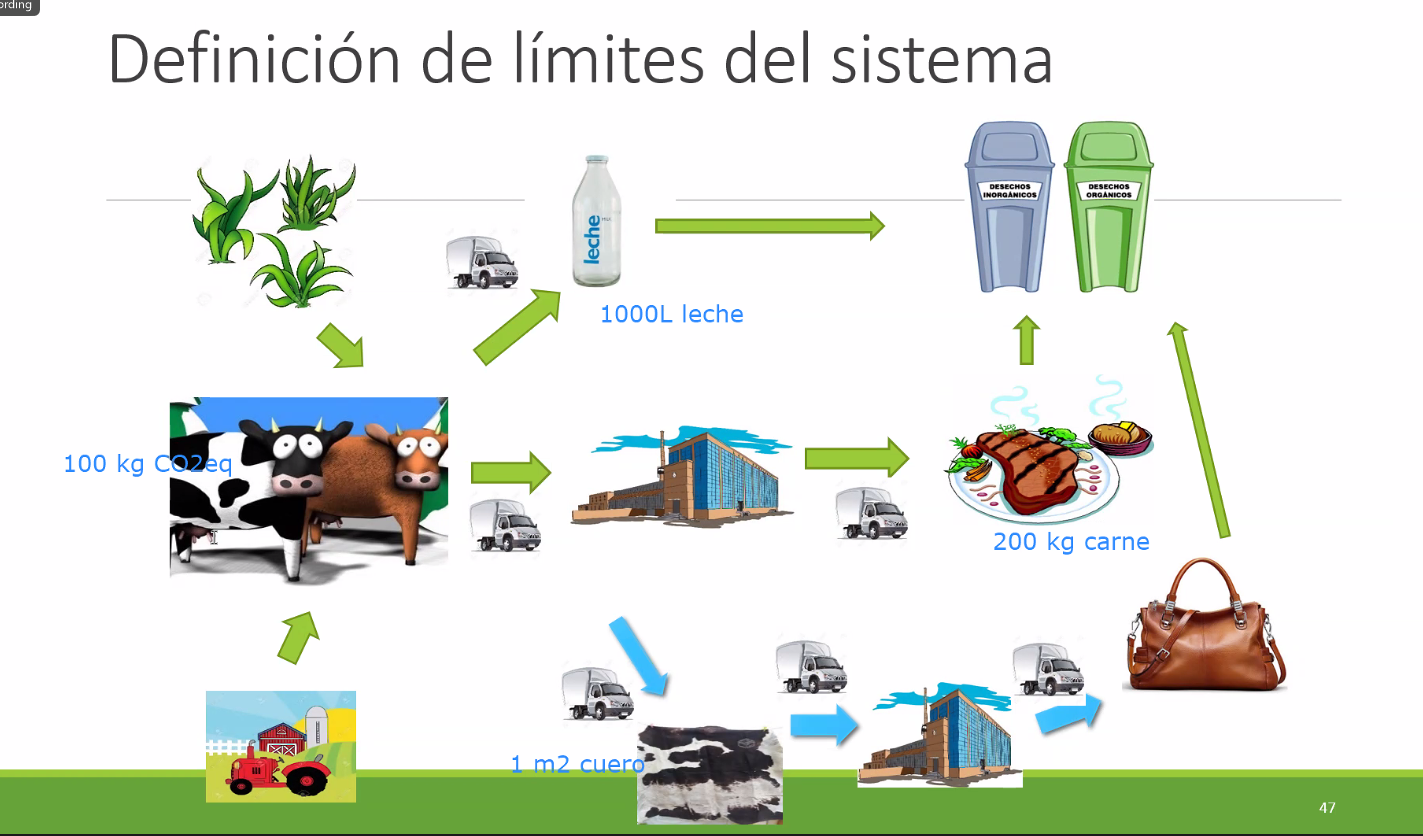 Definición de límites del sistema
DESECHOS
INORGÁNICOS
DESECHOS
ORGÁNICOS
leche
1000L leche
100 kg CO2eq
200 kg carne
1 m2 cuero
47